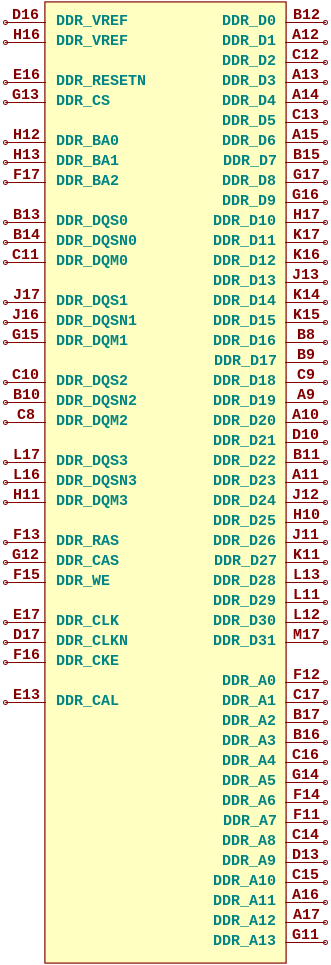 D16 DDR_VREF DDR_D0 B12
H16 DDR_VREF DDR_D1 A12
DDR_D2 C12
E16 DDR_RESETN DDR_D3 A13
G13 DDR_CS DDR_D4 A14
DDR_D5 C13
H12 DDR_BA0 DDR_D6 A15
H13 DDR_BA1 DDR_D7 B15
F17 DDR_BA2 DDR_D8 G17
DDR_D9 G16
B13 DDR_DQS0 DDR_D10 H17
B14 DDR_DQSN0 DDR_D11 K17
C11 DDR_DQM0 DDR_D12 K16
DDR_D13 J13
J17 DDR_DQS1 DDR_D14 K14
J16 DDR_DQSN1 DDR_D15 K15
G15 DDR_DQM1 DDR_D16 B8
DDR_D17 B9
C10 DDR_DQS2 DDR_D18 C9
B10 DDR_DQSN2 DDR_D19 A9
C8 DDR_DQM2 DDR_D20 A10
DDR_D21 D10
L17 DDR_DQS3 DDR_D22 B11
L16 DDR_DQSN3 DDR_D23 A11
H11 DDR_DQM3 DDR_D24 J12
DDR_D25 H10
F13 DDR_RAS DDR_D26 J11
G12 DDR_CAS DDR_D27 K11
F15 DDR_WE DDR_D28 L13
DDR_D29 L11
E17 DDR_CLK DDR_D30 L12
D17 DDR_CLKN DDR_D31 M17
F16 DDR_CKE
DDR_A0 F12
E13 DDR_CAL DDR_A1 C17
DDR_A2 B17
DDR_A3 B16
DDR_A4 C16
DDR_A5 G14
DDR_A6 F14
DDR_A7 F11
DDR_A8 C14
DDR_A9 D13
DDR_A10 C15
DDR_A11 A16
DDR_A12 A17
DDR_A13 G11